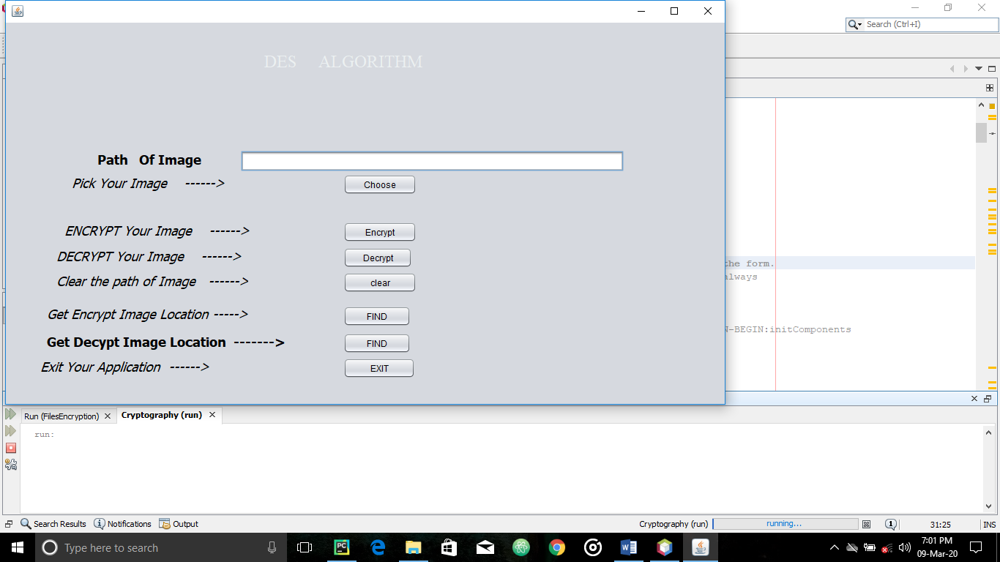 Search (Ctrl+I)
DES ALGORITHM
Path Of Image
Pick Your Image ------> Choose
ENCRYPT Your Image ------> Encrypt
DECRYPT Your Image ------> Decrypt
Clear the path of Image ------> clear
Get Encrypt Image Location -----> FIND
Get Decypt Image Location -------> FIND
Exit Your Application ------> EXIT
the form.
always
N-BEGIN:initComponents
Run (FilesEncryption) Cryptography (run)
run:
Search Results Notifications Output Cryptography (run) running... 1 31:25 INS
Type here to search
PC
W
7:01 PM
09-Mar-20